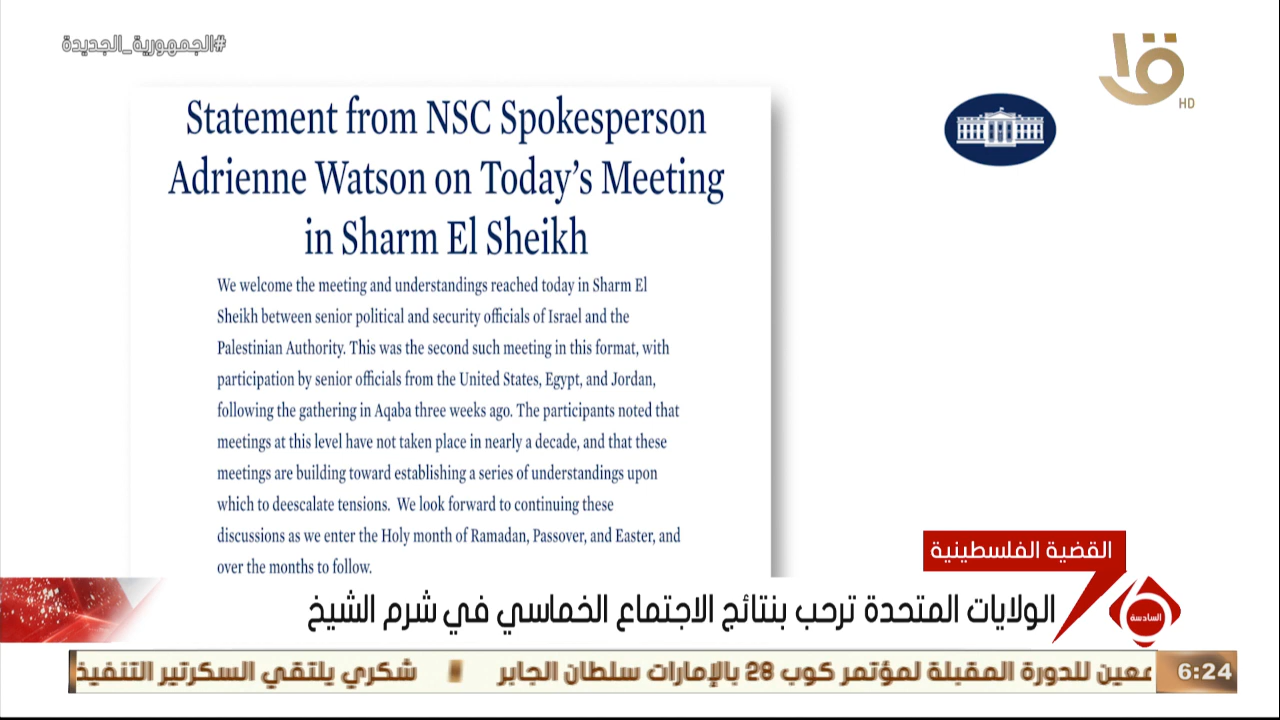 #الجمهورية_الجديدة
HD
Statement from NSC Spokesperson
Adrienne Watson on Today's Meeting
in Sharm El Sheikh
We welcome the meeting and understandings reached today in Sharm El
Sheikh between senior political and security officials of Israel and the
Palestinian Authority. This was the second such meeting in this format, with
participation by senior officials from the United States, Egypt, and Jordan,
following the gathering in Aqaba three weeks ago. The participants noted that
meetings at this level have not taken place in nearly a decade, and that these
meetings are building toward establishing a series of understandings upon
which to deescalate tensions.  We look forward to continuing these
discussions as we enter the Holy month of Ramadan, Passover, and Easter, and
over the months to follow.
القضية الفلسطينية
الولايات المتحدة ترحب بنتائج الاجتماع الخماسي في شرم الشيخ
السادسة
للدورة المقبلة لمؤتمر كوب 28 بالإمارات سلطان الجابر شكري يلتقي السكرتير
6:24